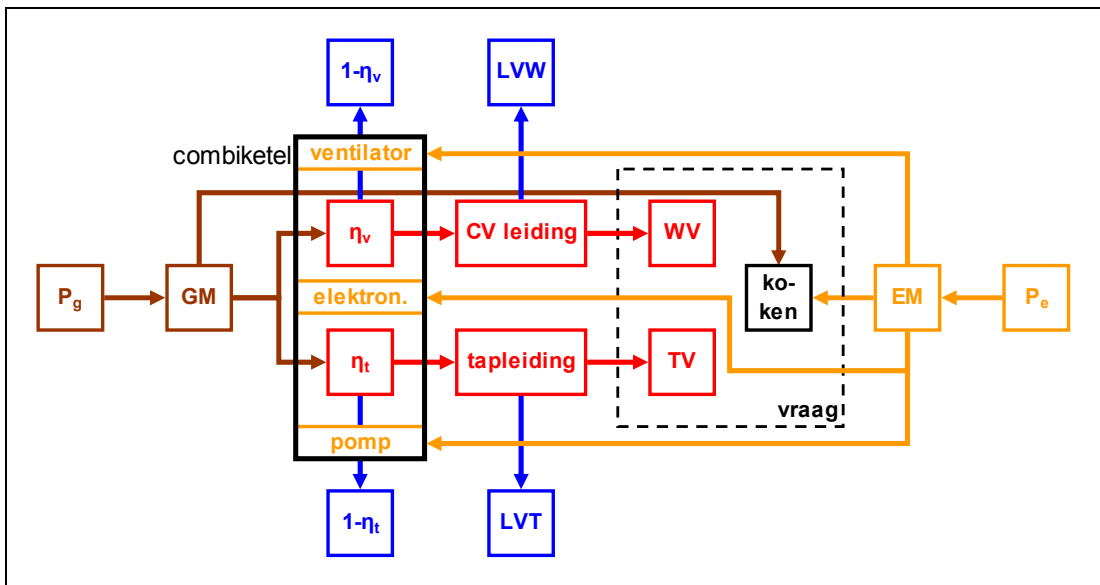 1-ηv
LVW
combiketel
ventilator
ηv
CV leiding
WV
Pg
GM
elektron.
ko-
ken
EM
Pe
ηt
tapleiding
TV
vraag
pomp
1-ηt
LVT